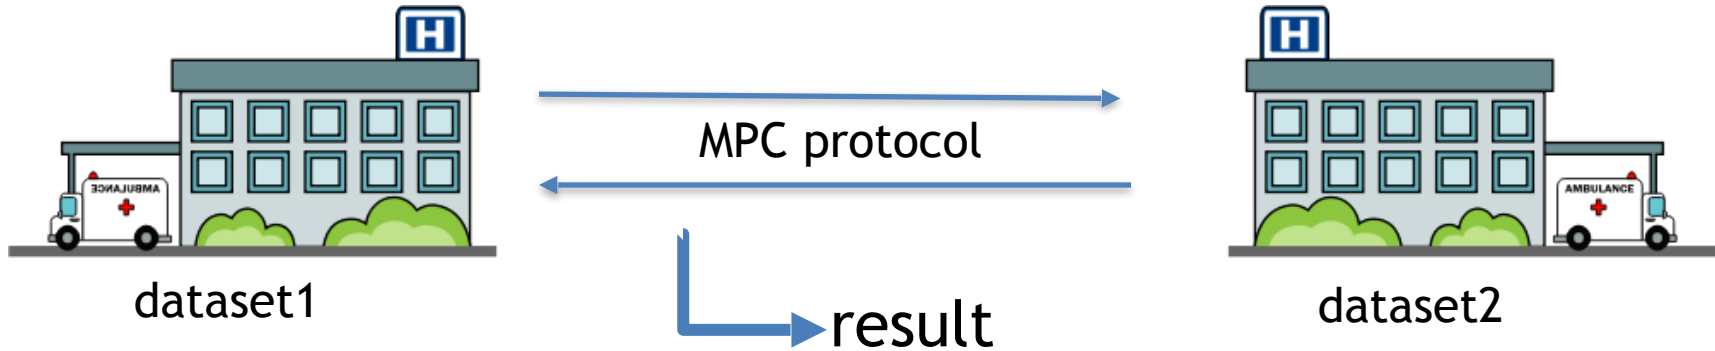 H
H
MPC protocol
AMBULANCE
AMBULANCE
dataset1
dataset2
result